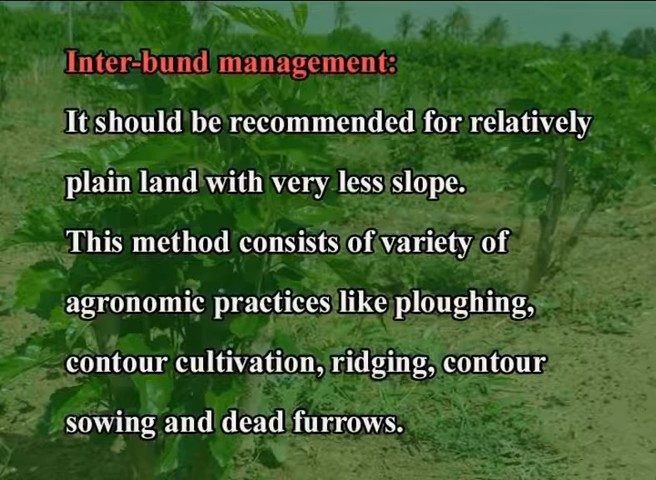 Inter-bund management:
It should be recommended for relatively
plain land with very less slope.
This method consists of variety of
agronomic practices like ploughing,
contour cultivation, ridging, contour
sowing and dead furrows.